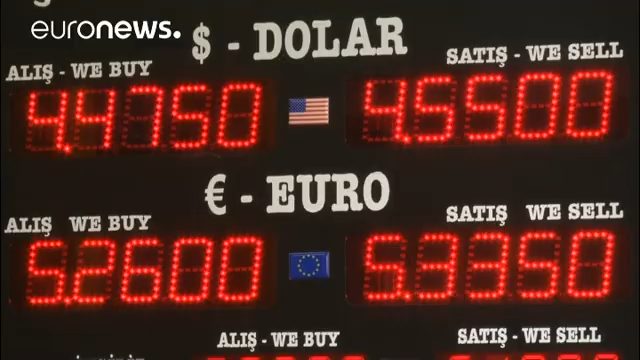 euronews.
$ - DOLAR
ALIŞ - WE BUY SATIŞ - WE SELL
4.4750 4.5500
€ - EURO
ALIŞ WE BUY SATIŞ WE SELL
5.2600 5.3350
ALIŞ - WE BUY SATIŞ - WE SELL